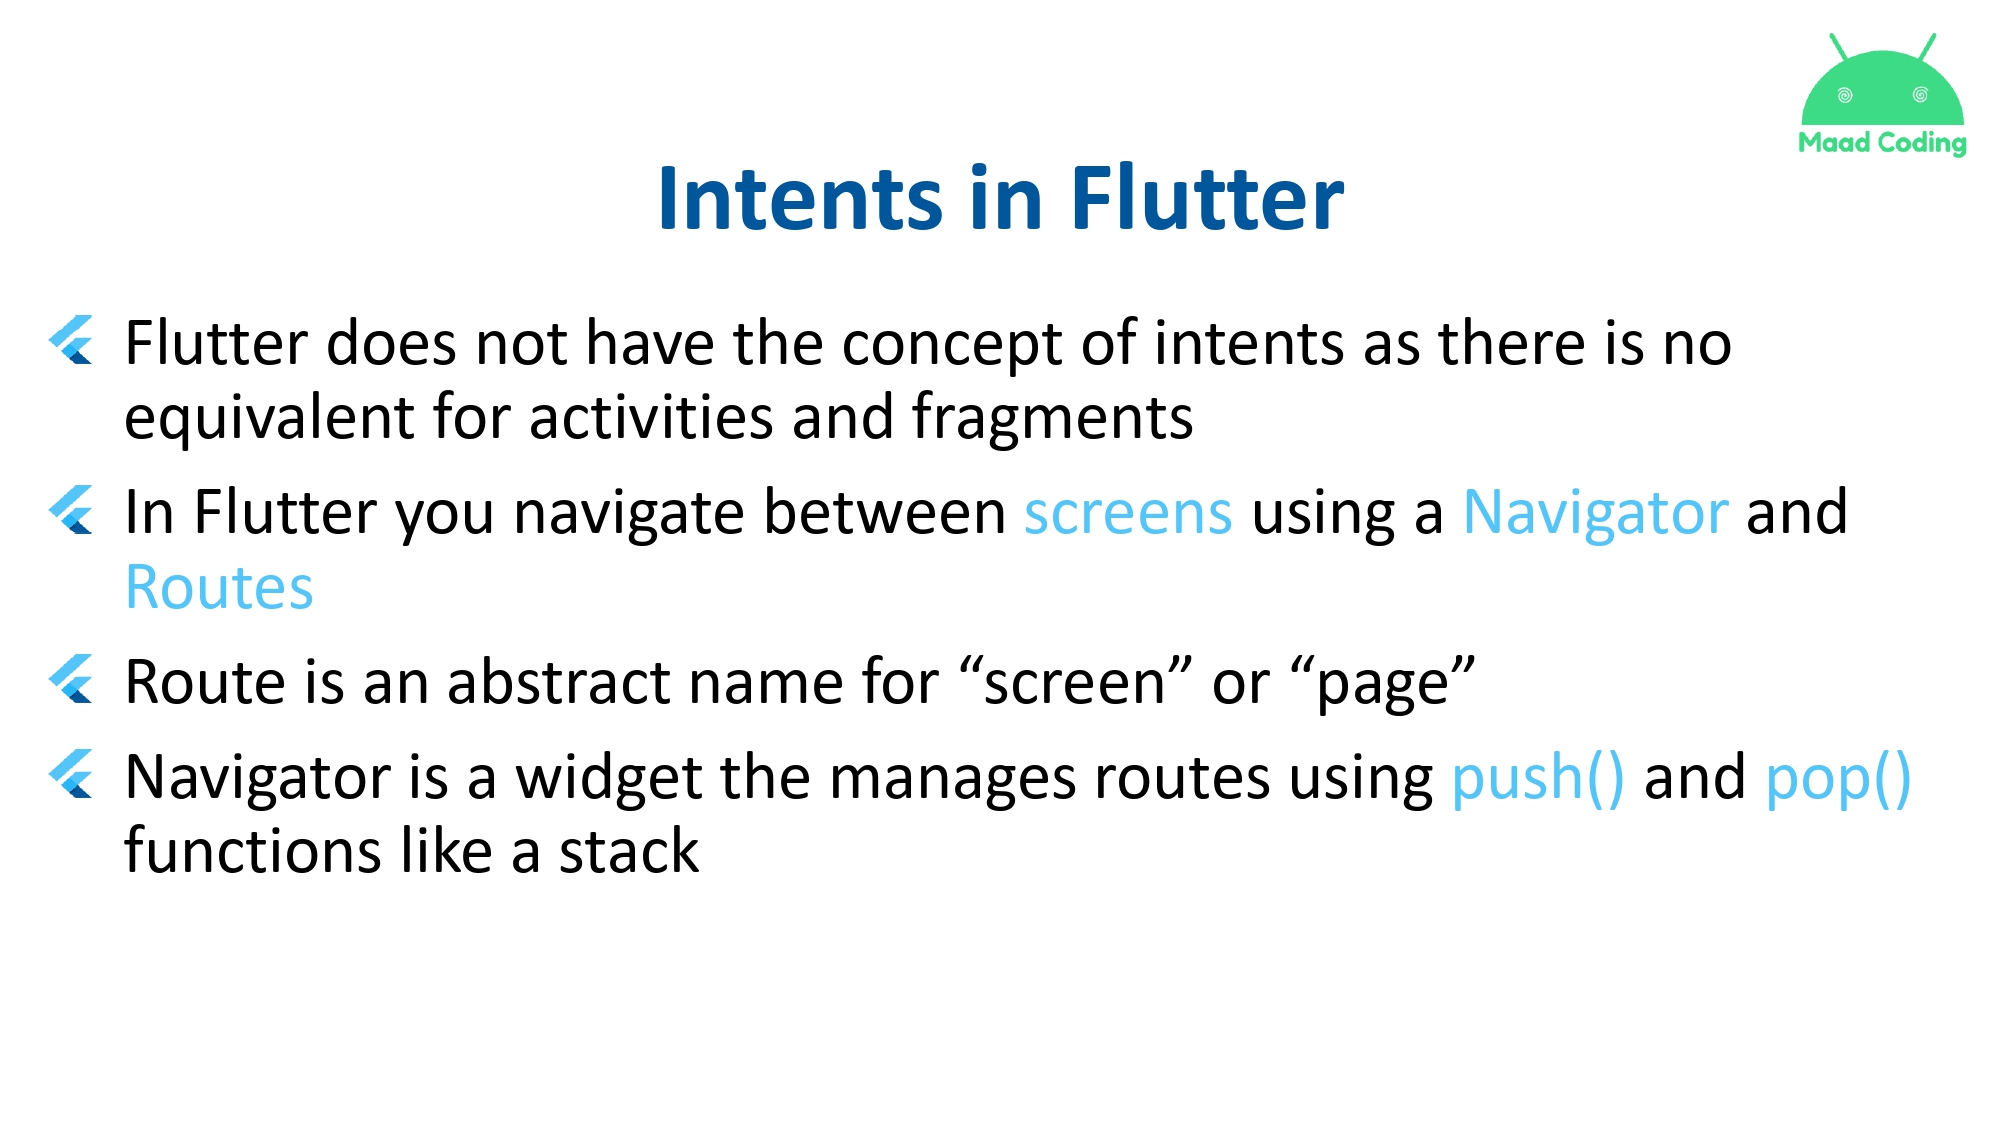 Maad Coding
Intents in Flutter
Flutter does not have the concept of intents as there is no
equivalent for activities and fragments
In Flutter you navigate between screens using a Navigator and
Routes
Route is an abstract name for “screen” or “page”
Navigator is a widget the manages routes using push() and pop()
functions like a stack